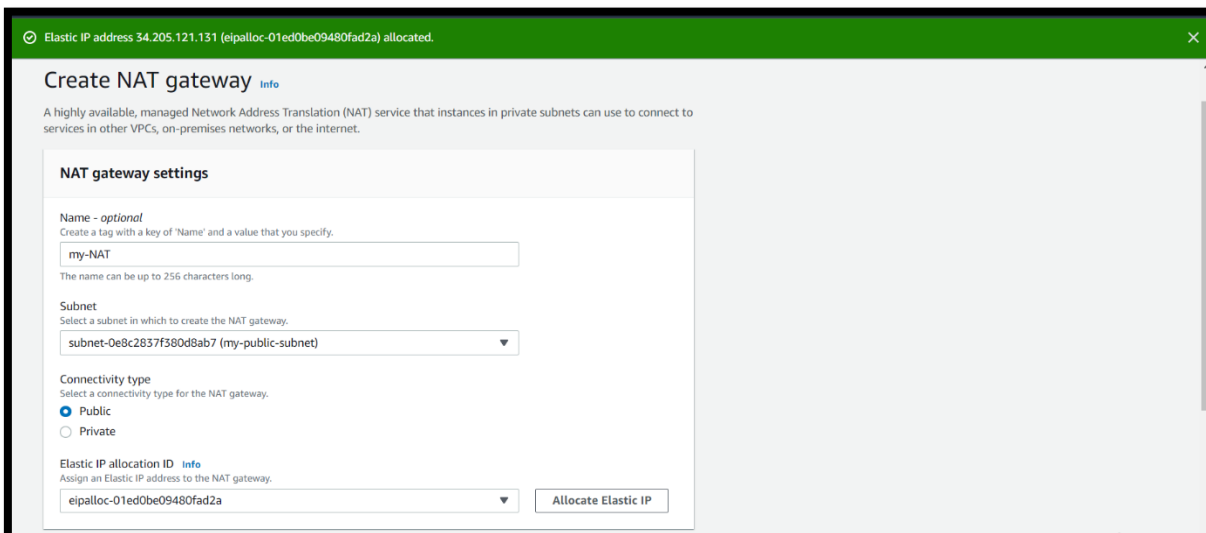 Elastic IP address 34.205.121.131 (eipalloc-01ed0be09480fad2a) allocated.
Create NAT gateway Info
A highly available, managed Network Address Translation (NAT) service that instances in private subnets can use to connect to
services in other VPCs, on-premises networks, or the internet.
NAT gateway settings
Name - optional
Create a tag with a key of 'Name' and a value that you specify.
my-NAT
The name can be up to 256 characters long.
Subnet
Select a subnet in which to create the NAT gateway.
subnet-0e8c2837f380d8ab7 (my-public-subnet)
Connectivity type
Select a connectivity type for the NAT gateway.
Public
Private
Elastic IP allocation ID Info
Assign an Elastic IP address to the NAT gateway.
eipalloc-01ed0be09480fad2a Allocate Elastic IP